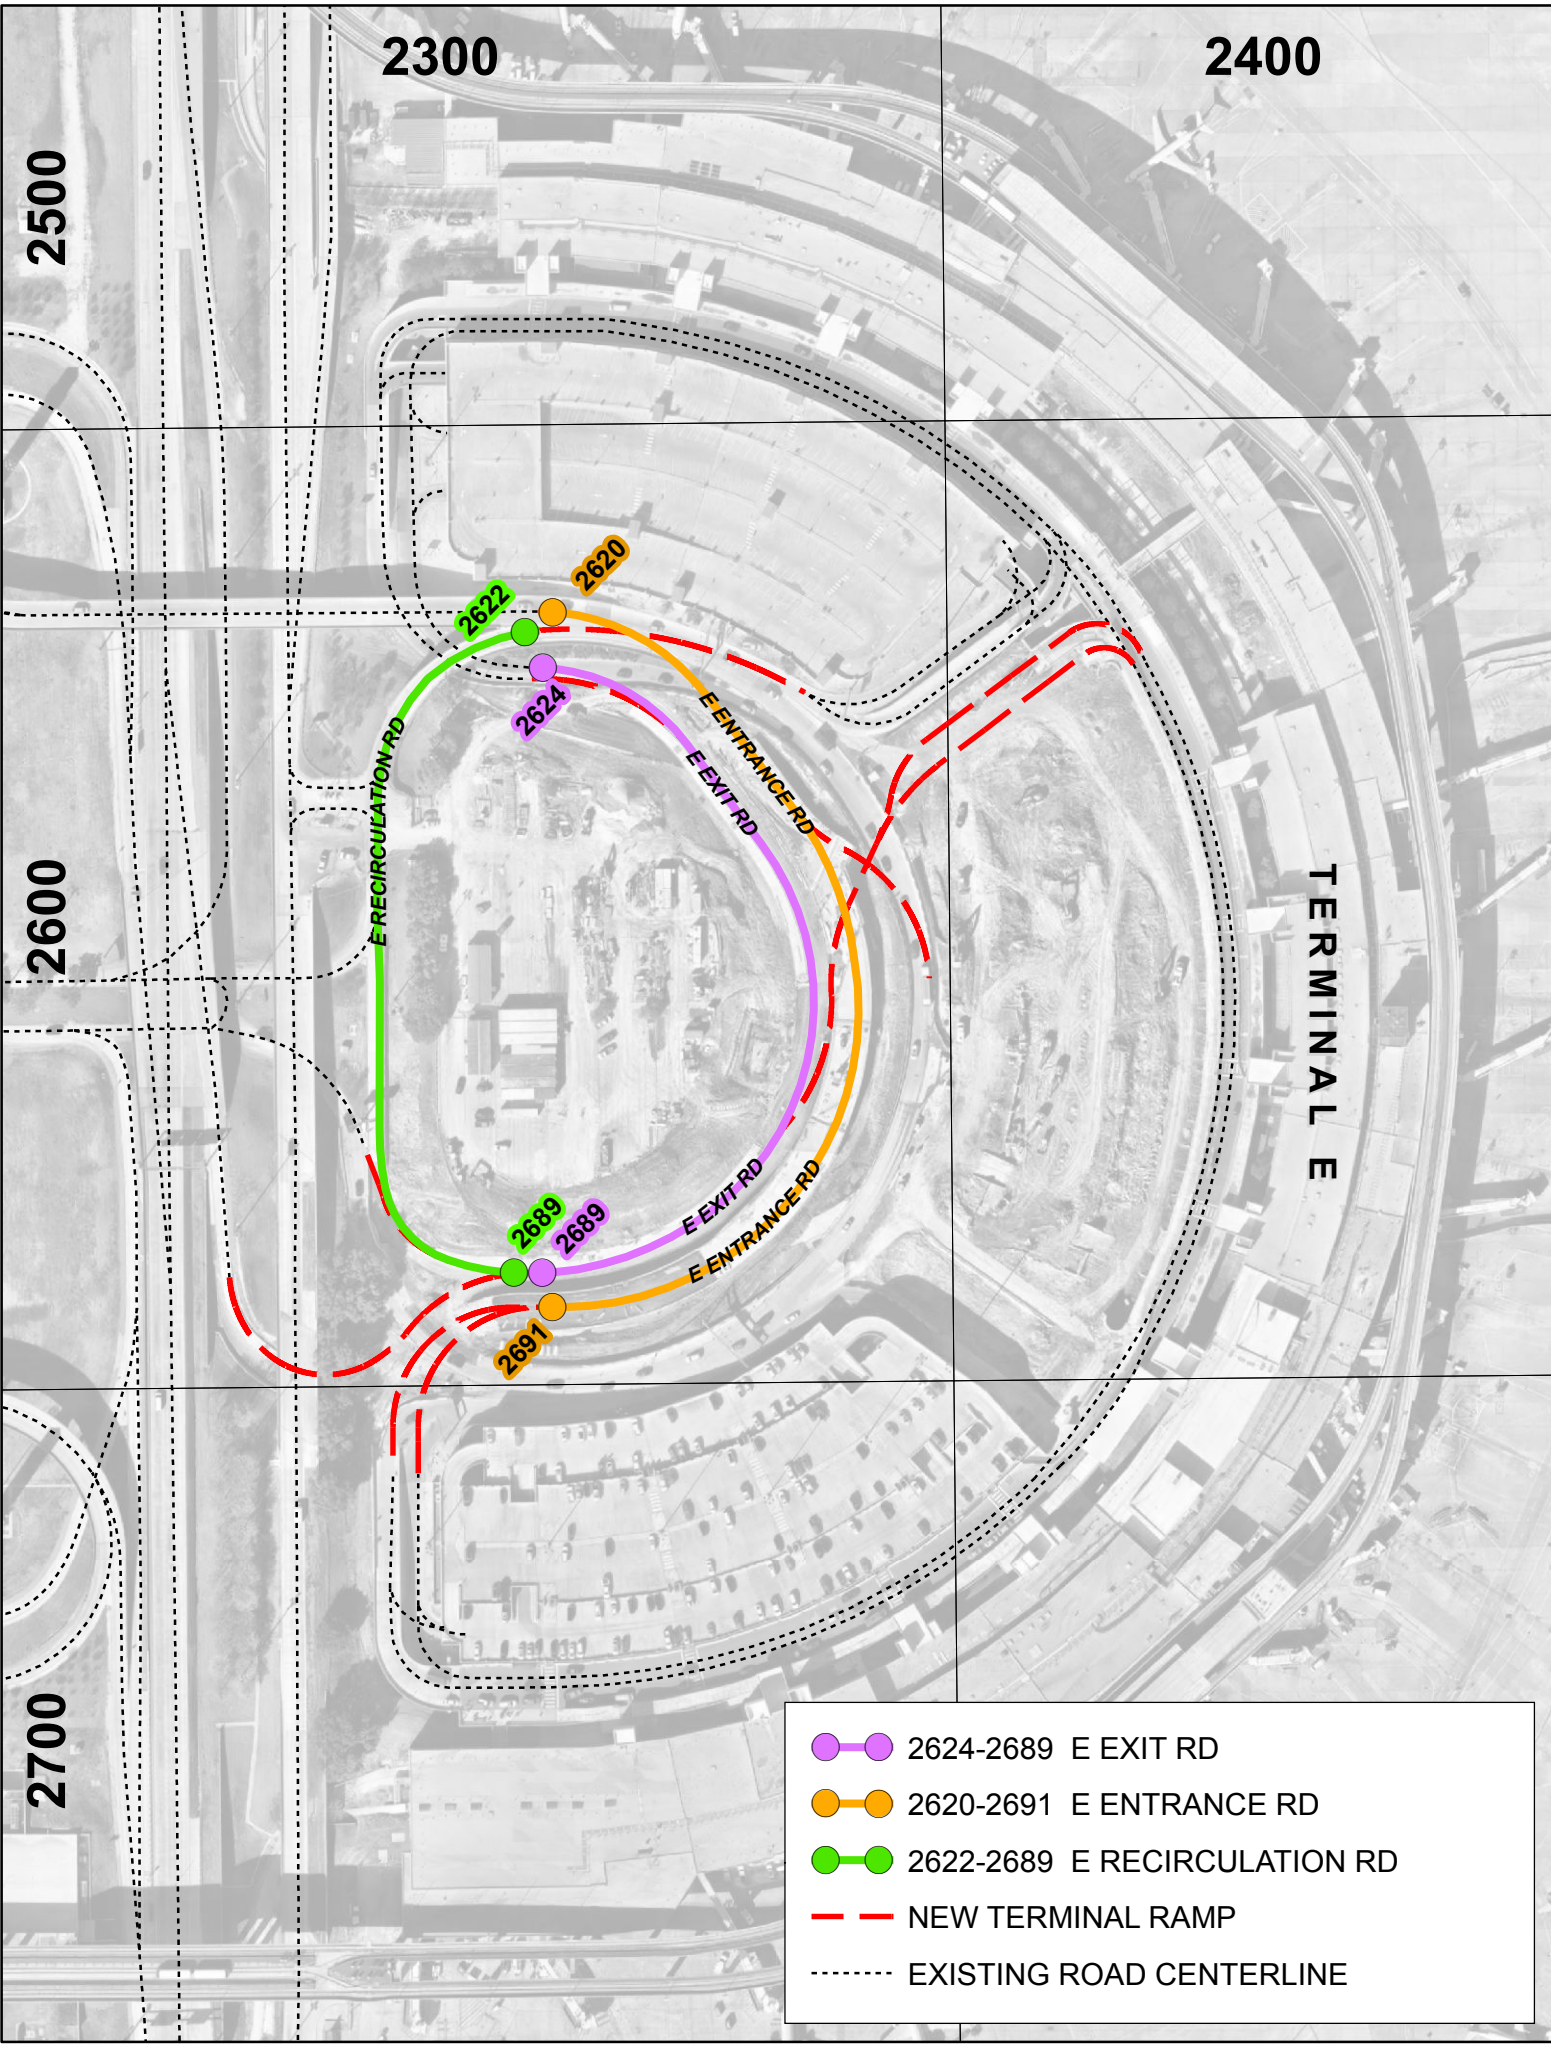 2300
2400
2500
2620
2622
2624
E ENTRANCE RD
E EXIT RD
E RECIRCULATION RD
2600
TERMINAL E
E EXIT RD
E ENTRANCE RD
2689
2689
2691
2700
2624-2689 E EXIT RD
2620-2691 E ENTRANCE RD
2622-2689 E RECIRCULATION RD
NEW TERMINAL RAMP
EXISTING ROAD CENTERLINE